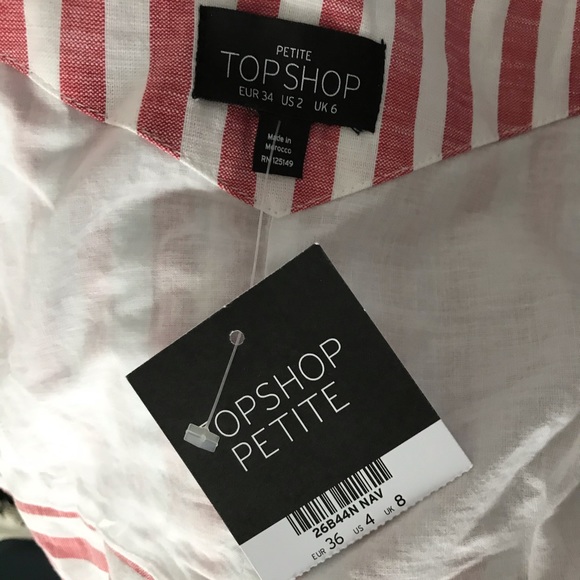 PETITE
TOPSHOP
EUR 34 US 2 UK 6
Made in
Morocco
RN 125149
OPSHOP
PETITE
26B44N NAV
EUR 36 US 4 UK 8